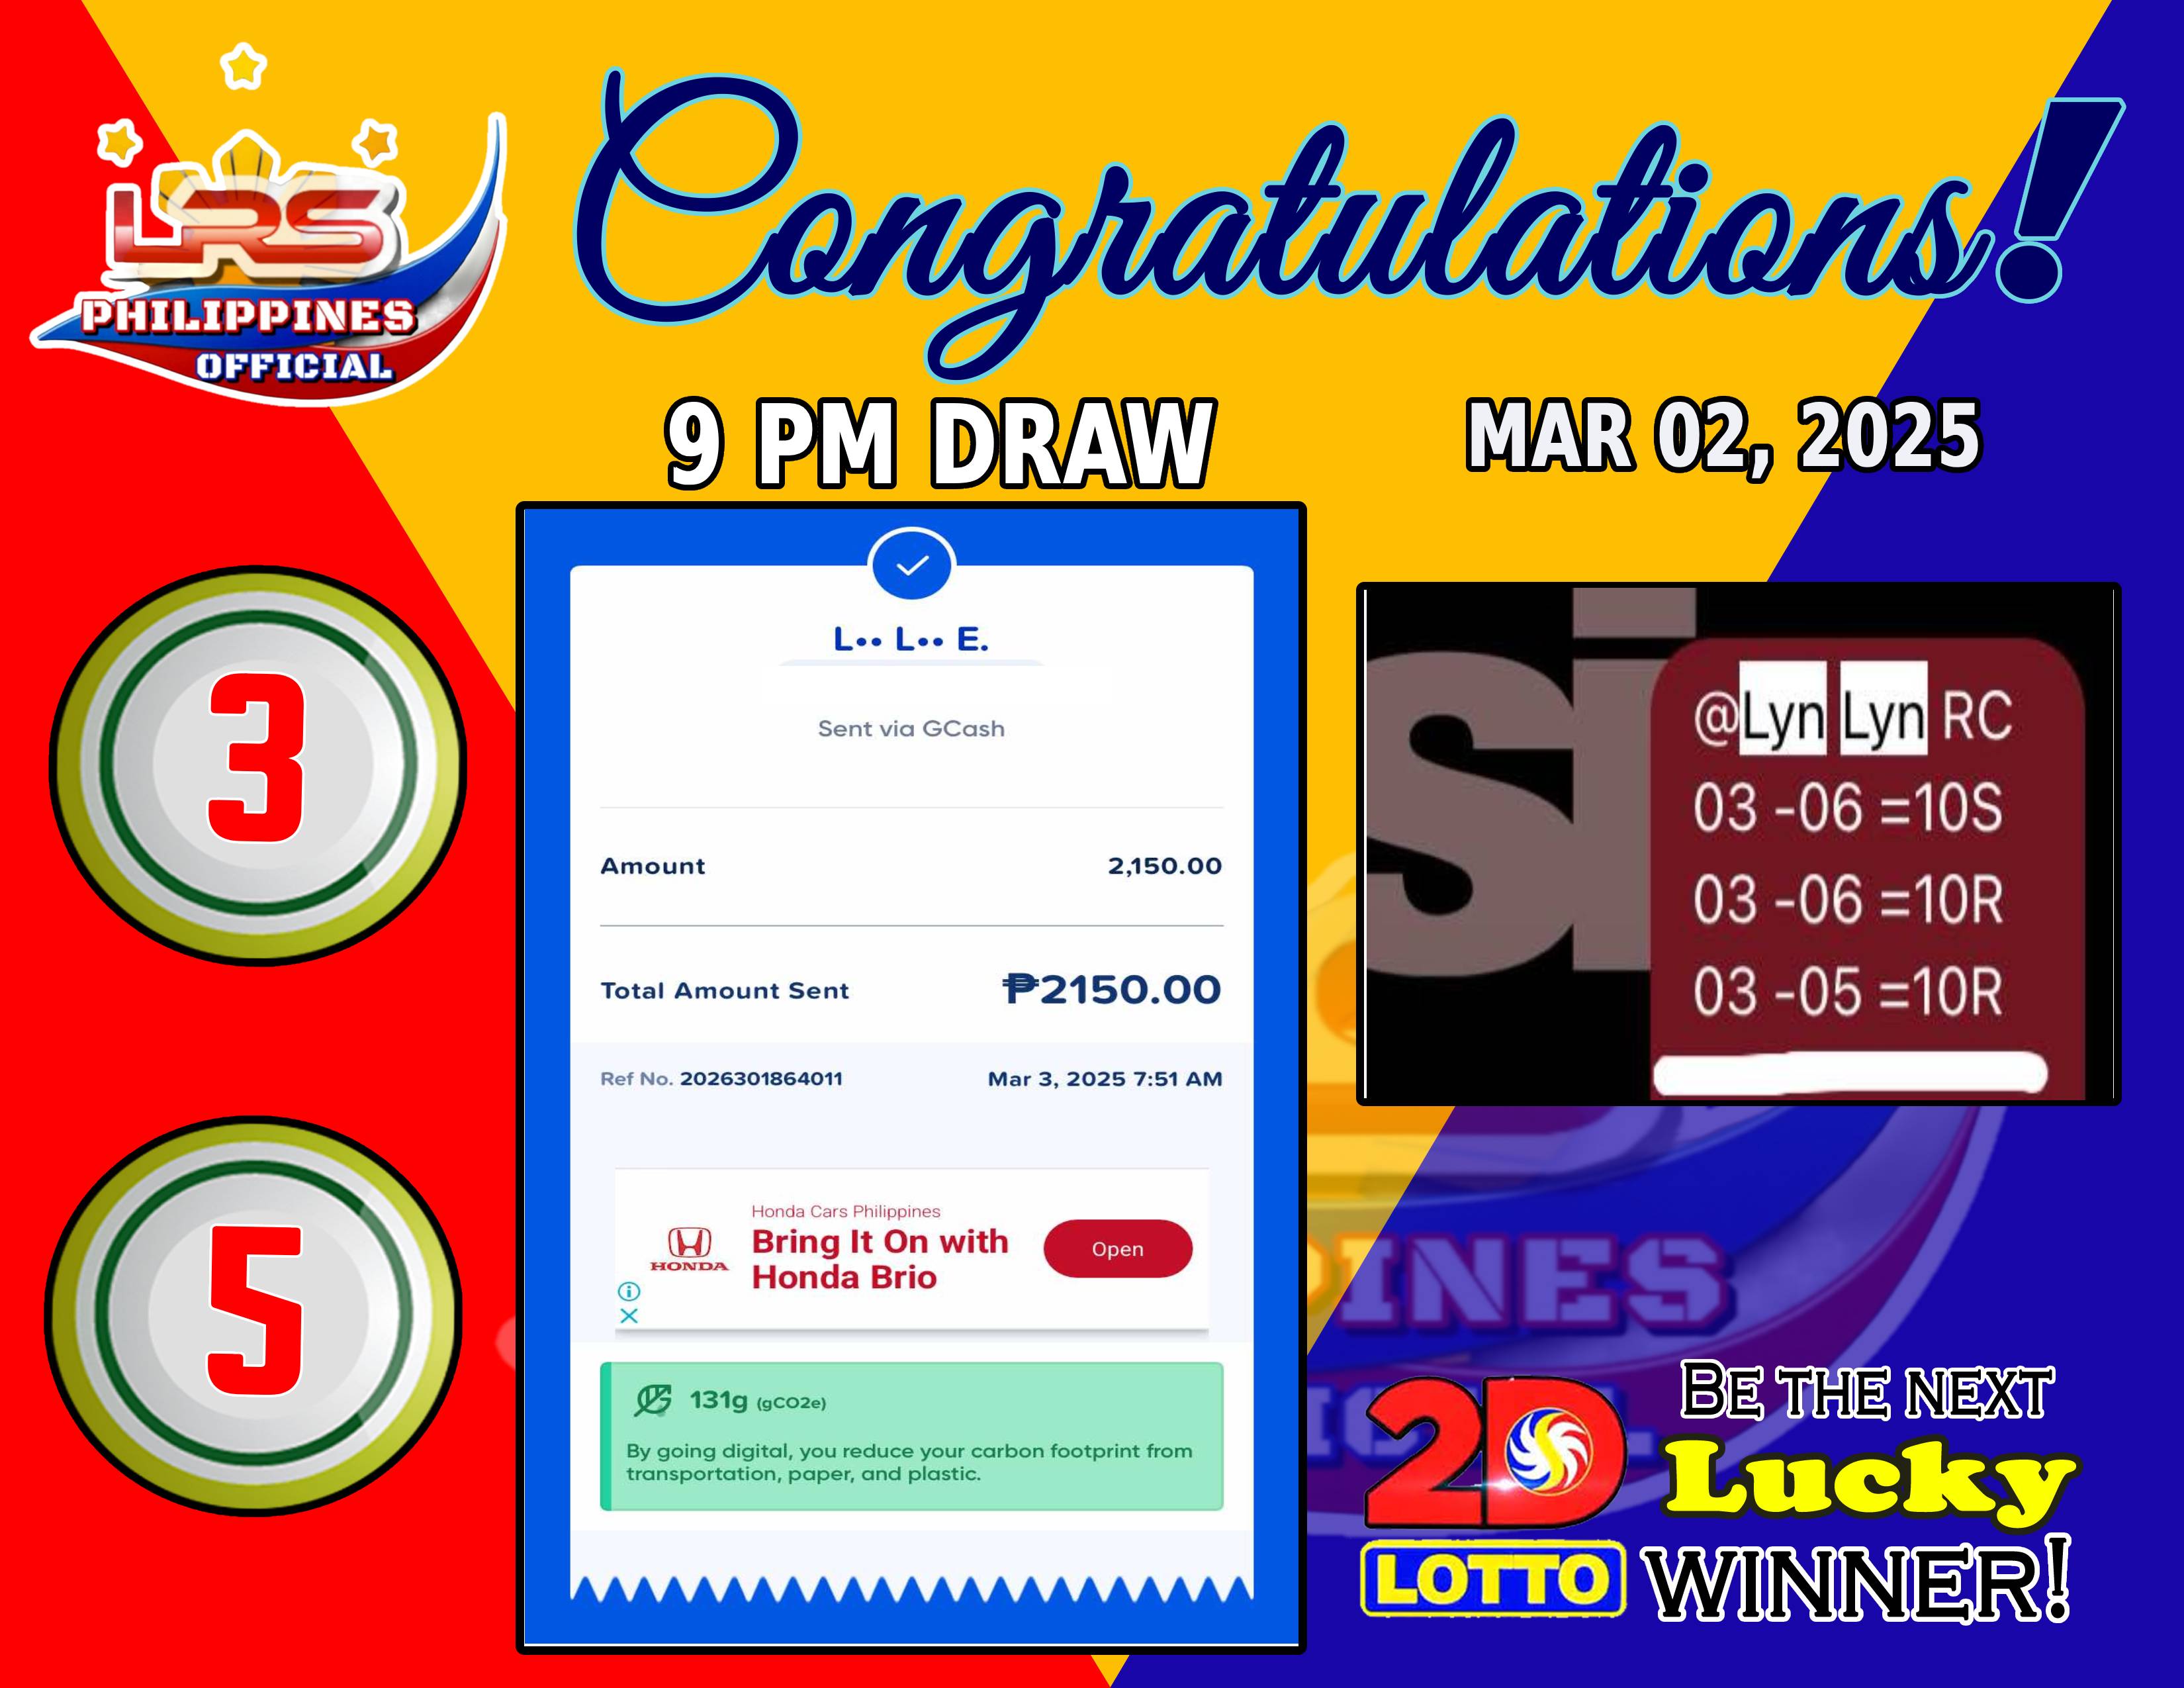 LRS
PHILIPPINES
OFFICIAL
Congratulations!
9 PM DRAW
MAR 02, 2025
3
5
L•• L•• E.
Sent via GCash
Amount 2,150.00
Total Amount Sent ₱2150.00
Ref No. 2026301864011 Mar 3, 2025 7:51 AM
Honda Cars Philippines
Bring It On with
Honda Brio
HONDA
Open
131g (gCO2e)
By going digital, you reduce your carbon footprint from
transportation, paper, and plastic.
si
@Lyn Lyn RC
03 -06 =10S
03 -06 =10R
03 -05 =10R
PINES
2D
LOTTO
BE THE NEXT
Lucky
WINNER!